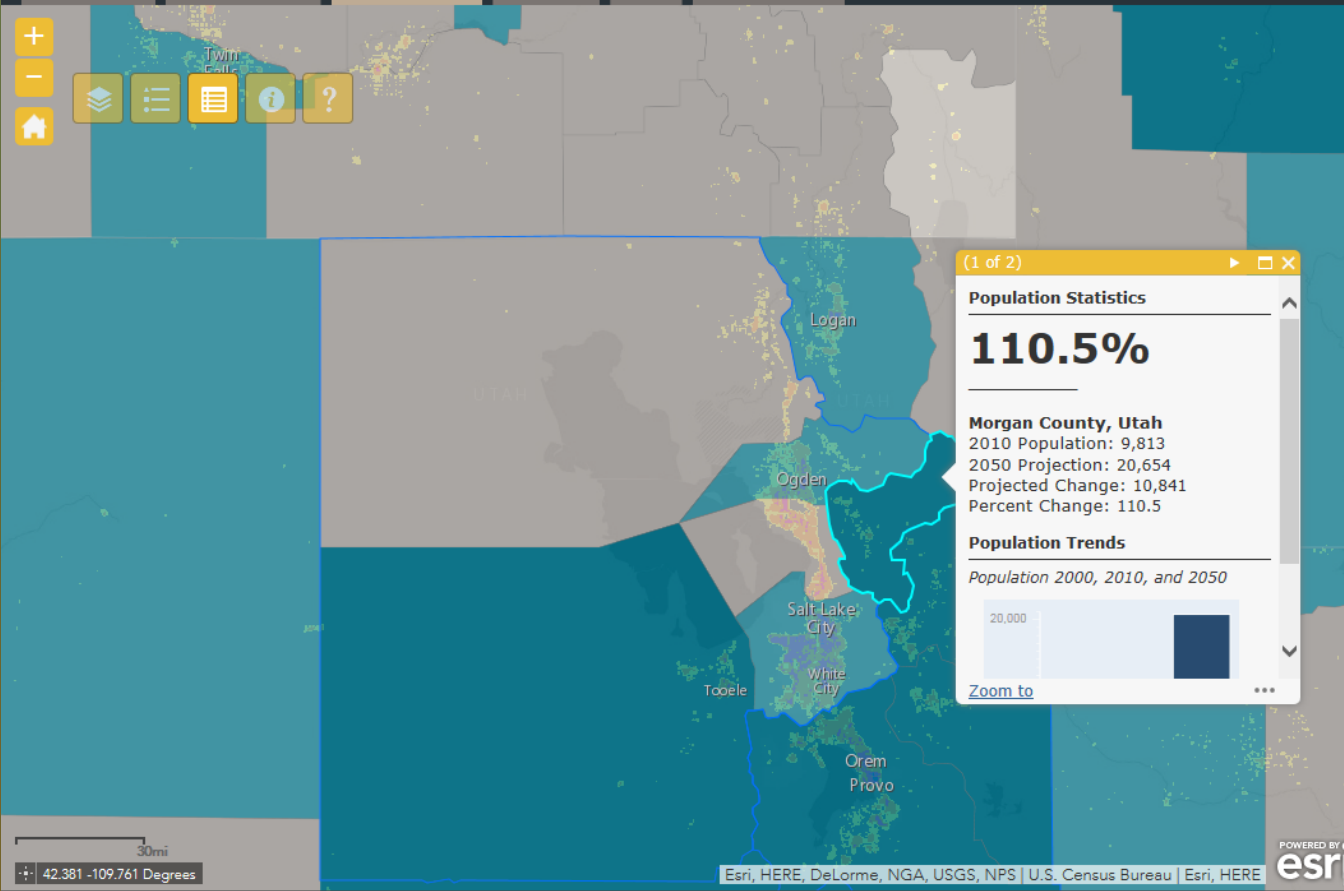 Twin
Falls
+
−
i
?
UTAH
UTAH
Logan
Ogden
Salt Lake
City
White
City
Tooele
Orem
Provo
(1 of 2)
Population Statistics
110.5%
Morgan County, Utah
2010 Population: 9,813
2050 Projection: 20,654
Projected Change: 10,841
Percent Change: 110.5
Population Trends
Population 2000, 2010, and 2050
20,000
Zoom to
30mi
42.381 -109.761 Degrees
Esri, HERE, DeLorme, NGA, USGS, NPS | U.S. Census Bureau | Esri, HERE
POWERED BY
esri